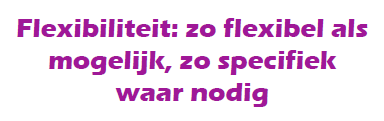 Flexibiliteit: zo flexibel als
mogelijk, zo specifiek
waar nodig